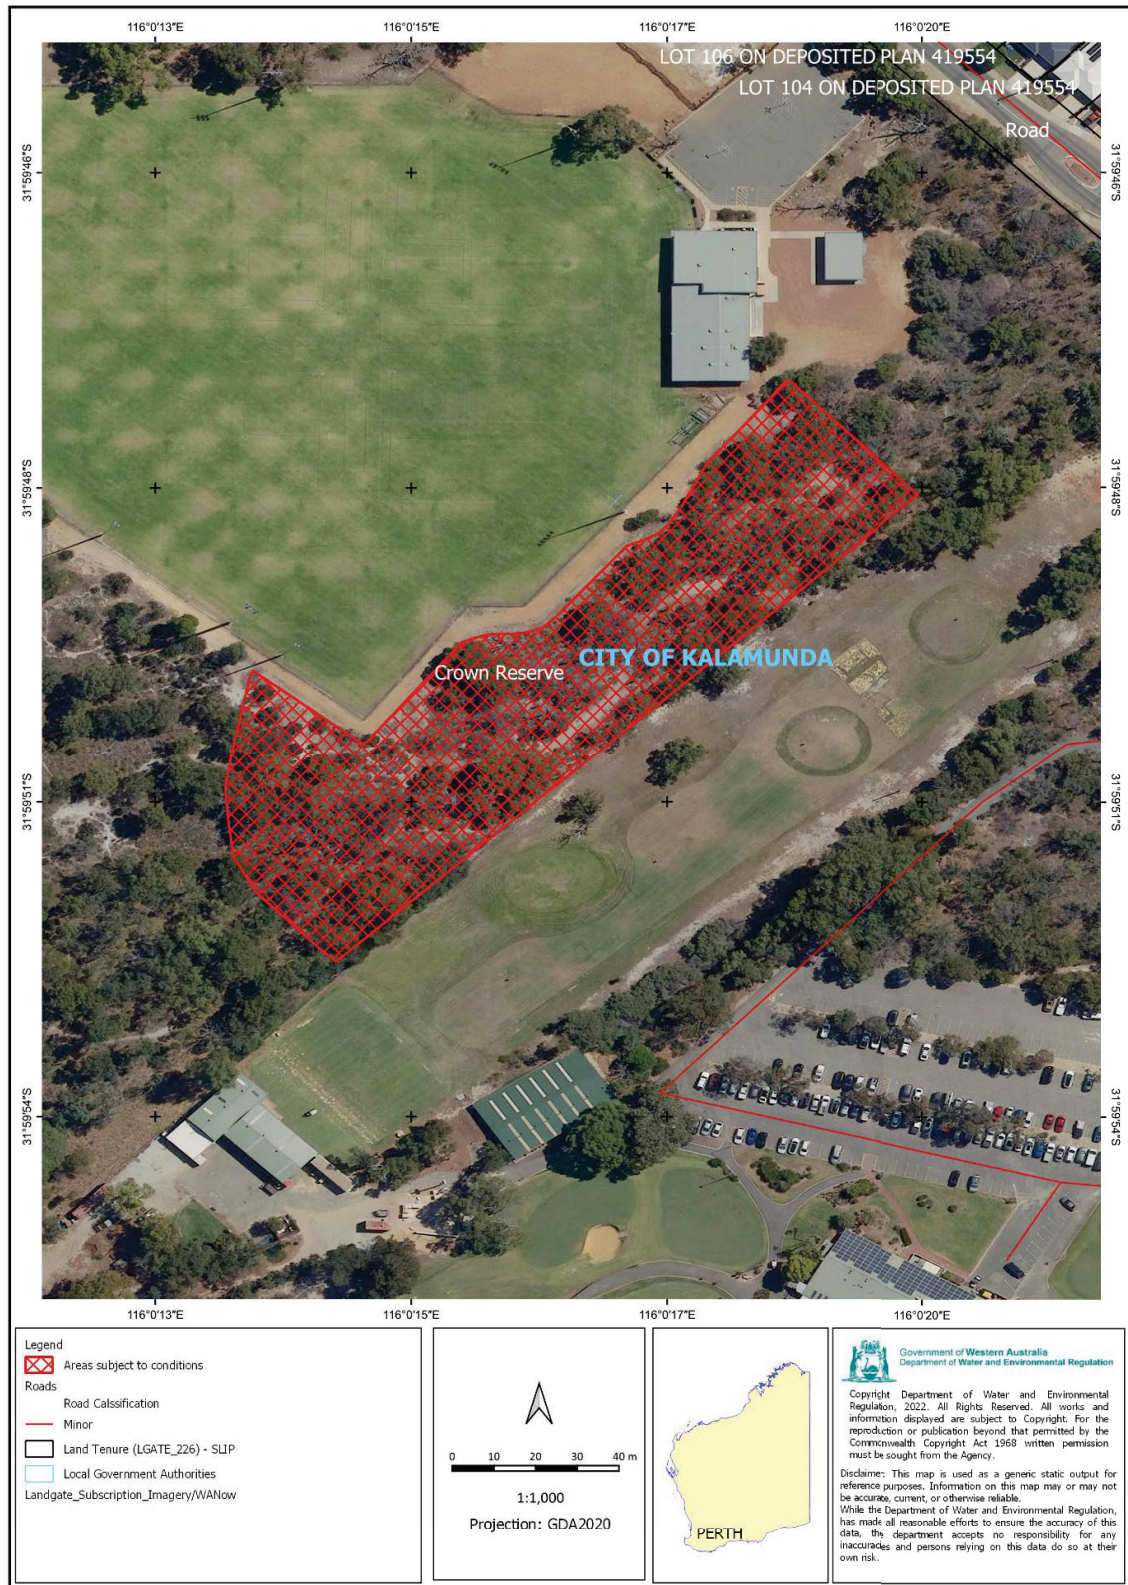 116°0'13"E 116°0'15"E 116°0'17"E 116°0'20"E
LOT 106 ON DEPOSITED PLAN 419554
LOT 104 ON DEPOSITED PLAN 419554
Road
31°59'46"S 31°59'46"S
31°59'48"S 31°59'48"S
CITY OF KALAMUNDA
Crown Reserve
31°59'51"S 31°59'51"S
31°59'54"S 31°59'54"S
116°0'13"E 116°0'15"E 116°0'17"E 116°0'20"E
Legend
Areas subject to conditions
Roads
Road Calssification
Minor
Land Tenure (LGATE_226) - SLIP
Local Government Authorities
Landgate_Subscription_Imagery/WANow
0 10 20 30 40 m
1:1,000
Projection: GDA2020
PERTH
Government of Western Australia
Department of Water and Environmental Regulation
Copyright Department of Water and Environmental
Regulation, 2022. All Rights Reserved. All works and
information displayed are subject to Copyright. For the
reproduction or publication beyond that permitted by the
Commonwealth Copyright Act 1968 written permission
must be sought from the Agency.
Disclaimer: This map is used as a generic static output for
reference purposes. Information on this map may or may not
be accurate, current, or otherwise reliable.
While the Department of Water and Environmental Regulation,
has made all reasonable efforts to ensure the accuracy of this
data, the department accepts no responsibility for any
inaccuracies and persons relying on this data do so at their
own risk.